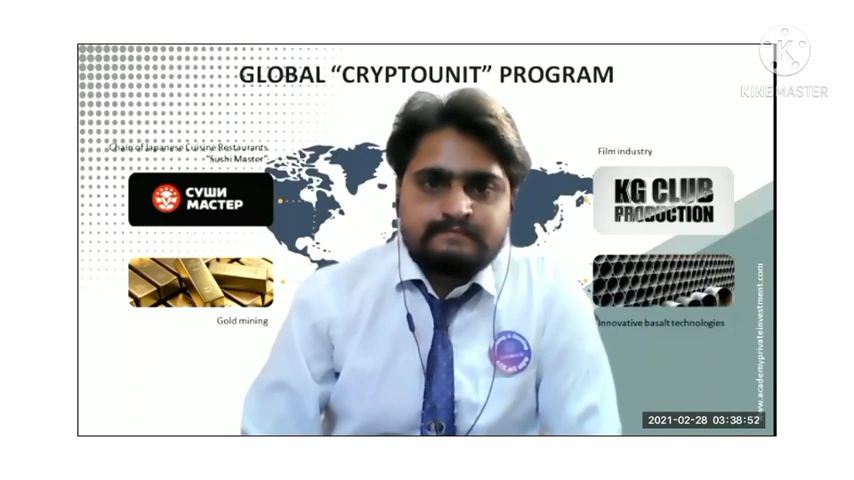 GLOBAL “CRYPTOUNIT” PROGRAM
KINEMASTER
Chain of Japanese Cuisine Restaurants
"Sushi Master"
Film industry
СУШИ
МАСТЕР
KG CLUB
PRODUCTION
Gold mining
Innovative basalt technologies
www.academyprivateinvestment.com
2021-02-28 03:38:52